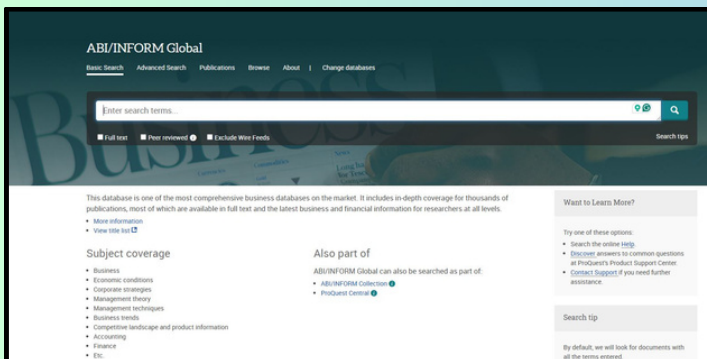 ABI/INFORM Global
Basic Search Advanced Search Publications Browse About | Change databases
Business
Enter search terms...
Full text Peer reviewed Exclude Wire Feeds
Search tips
This database is one of the most comprehensive business databases on the market. It includes in-depth coverage for thousands of
publications, most of which are available in full text and the latest business and financial information for researchers at all levels.
• More information
• View title list
Subject coverage
• Business
• Economic conditions
• Corporate strategies
• Management theory
• Management techniques
• Business trends
• Competitive landscape and product information
• Accounting
• Finance
• Etc.
Also part of
ABI/INFORM Global can also be searched as part of:
• ABI/INFORM Collection
• ProQuest Central
Want to Learn More?
Try one of these options:
• Search the online Help.
• Discover answers to common questions
at ProQuest's Product Support Center.
• Contact Support if you need further
assistance.
Search tip
By default, we will look for documents with
all the terms entered.